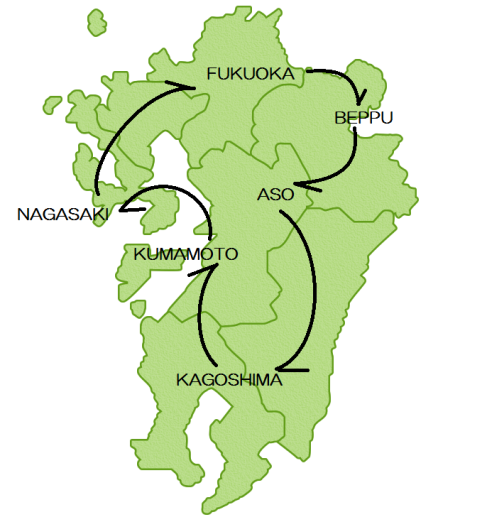 FUKUOKA
BEPPU
ASO
NAGASAKI
KUMAMOTO
KAGOSHIMA